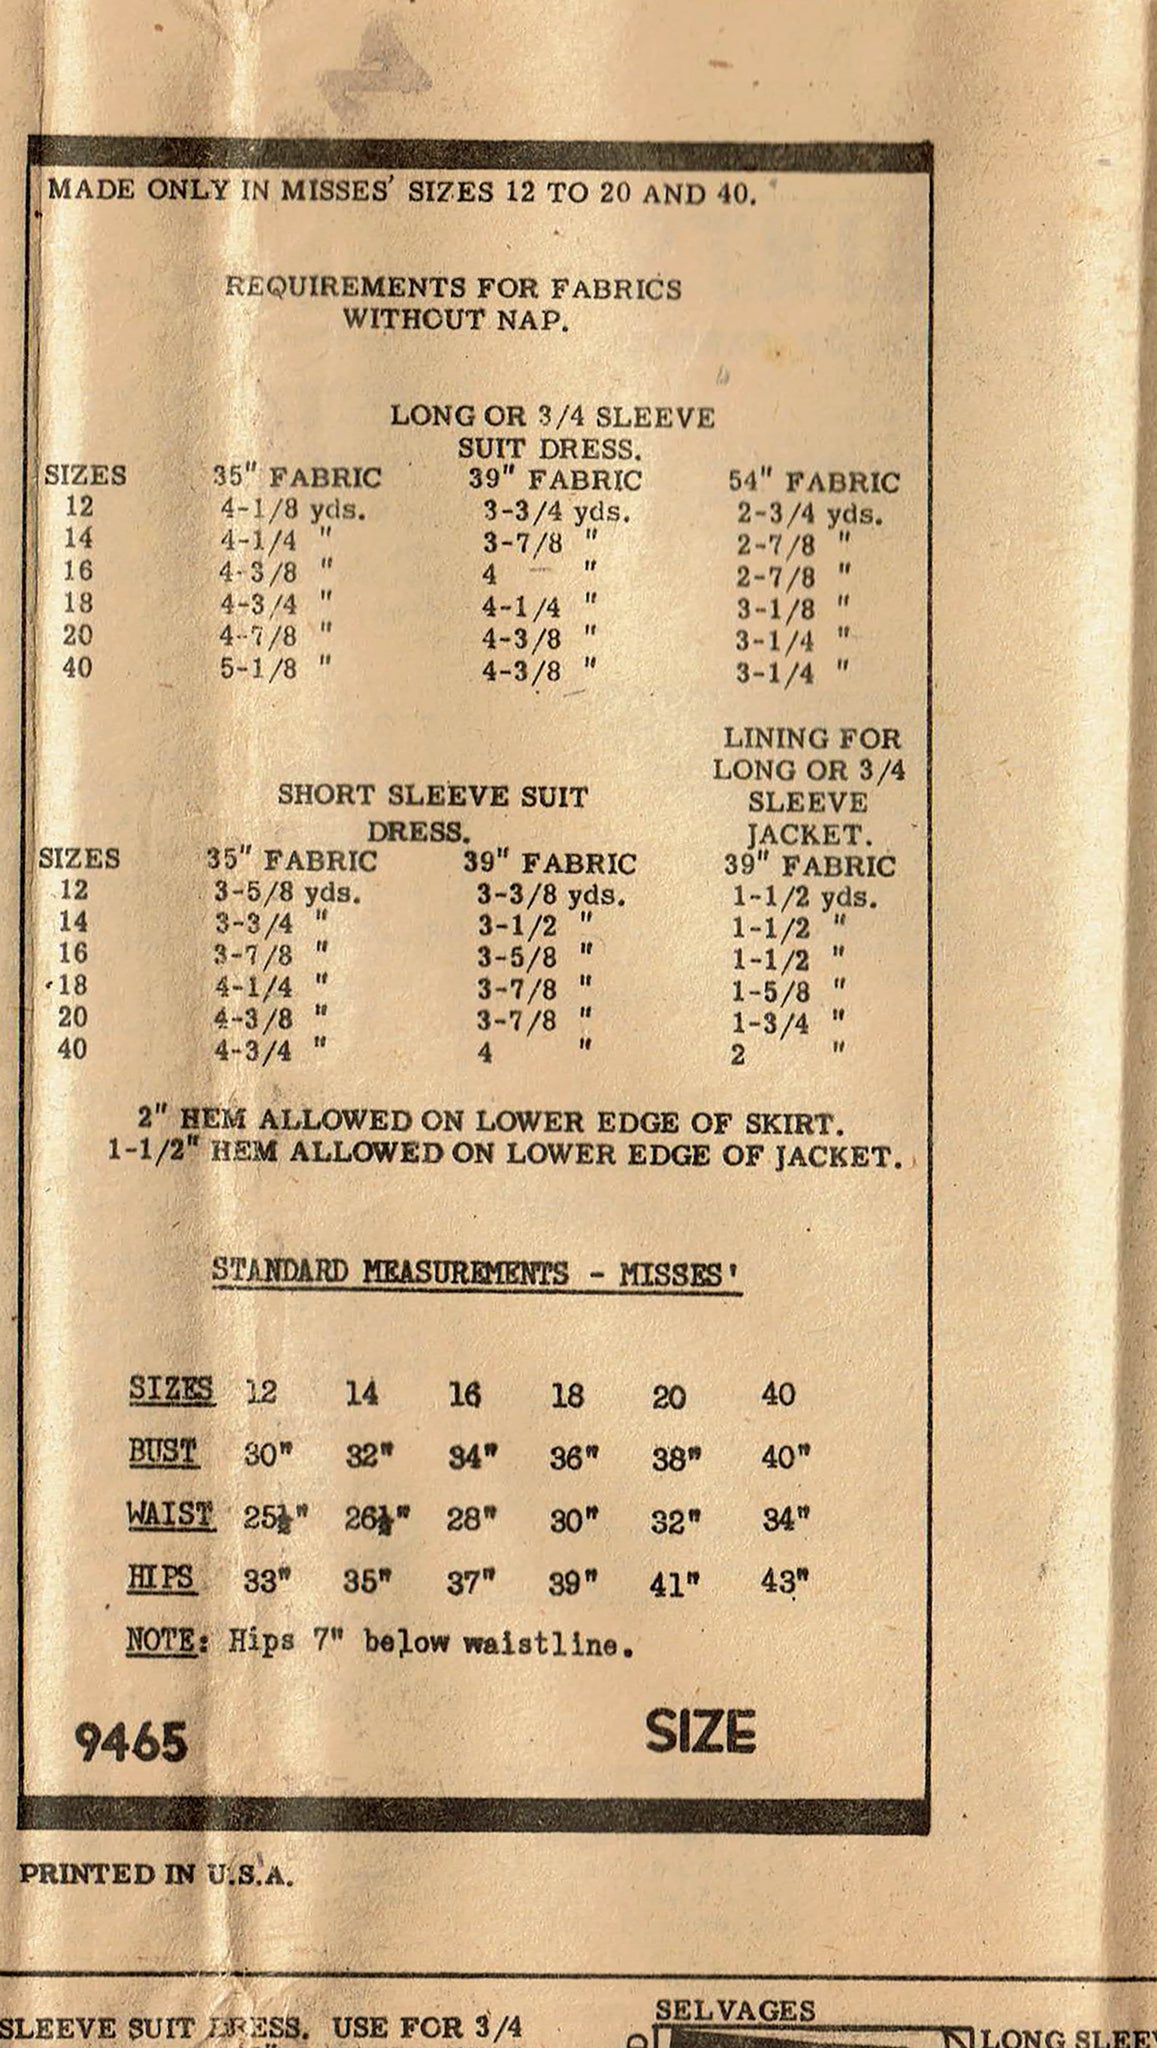 MADE ONLY IN MISSES' SIZES 12 TO 20 AND 40.
REQUIREMENTS FOR FABRICS
WITHOUT NAP.
LONG OR 3/4 SLEEVE
SUIT DRESS.
SIZES 35" FABRIC 39" FABRIC 54" FABRIC
12 4-1/8 yds. 3-3/4 yds. 2-3/4 yds.
14 4-1/4 " 3-7/8 " 2-7/8 "
16 4-3/8 " 4 " 2-7/8 "
18 4-3/4 " 4-1/4 " 3-1/8 "
20 4-7/8 " 4-3/8 " 3-1/4 "
40 5-1/8 " 4-3/8 " 3-1/4 "
SHORT SLEEVE SUIT
DRESS.
LINING FOR
LONG OR 3/4
SLEEVE
JACKET.
SIZES 35" FABRIC 39" FABRIC 39" FABRIC
12 3-5/8 yds. 3-3/8 yds. 1-1/2 yds.
14 3-3/4 " 3-1/2 " 1-1/2 "
16 3-7/8 " 3-5/8 " 1-1/2 "
18 4-1/4 " 3-7/8 " 1-5/8 "
20 4-3/8 " 3-7/8 " 1-3/4 "
40 4-3/4 " 4 " 2 "
2" HEM ALLOWED ON LOWER EDGE OF SKIRT.
1-1/2" HEM ALLOWED ON LOWER EDGE OF JACKET.
STANDARD MEASUREMENTS - MISSES'
SIZES 12 14 16 18 20 40
BUST 30" 32" 34" 36" 38" 40"
WAIST 25½" 26½" 28" 30" 32" 34"
HIPS 33" 35" 37" 39" 41" 43"
NOTE: Hips 7" below waistline.
9465 SIZE
PRINTED IN U.S.A.
SELVAGES
SLEEVE SUIT DRESS. USE FOR 3/4
LONG